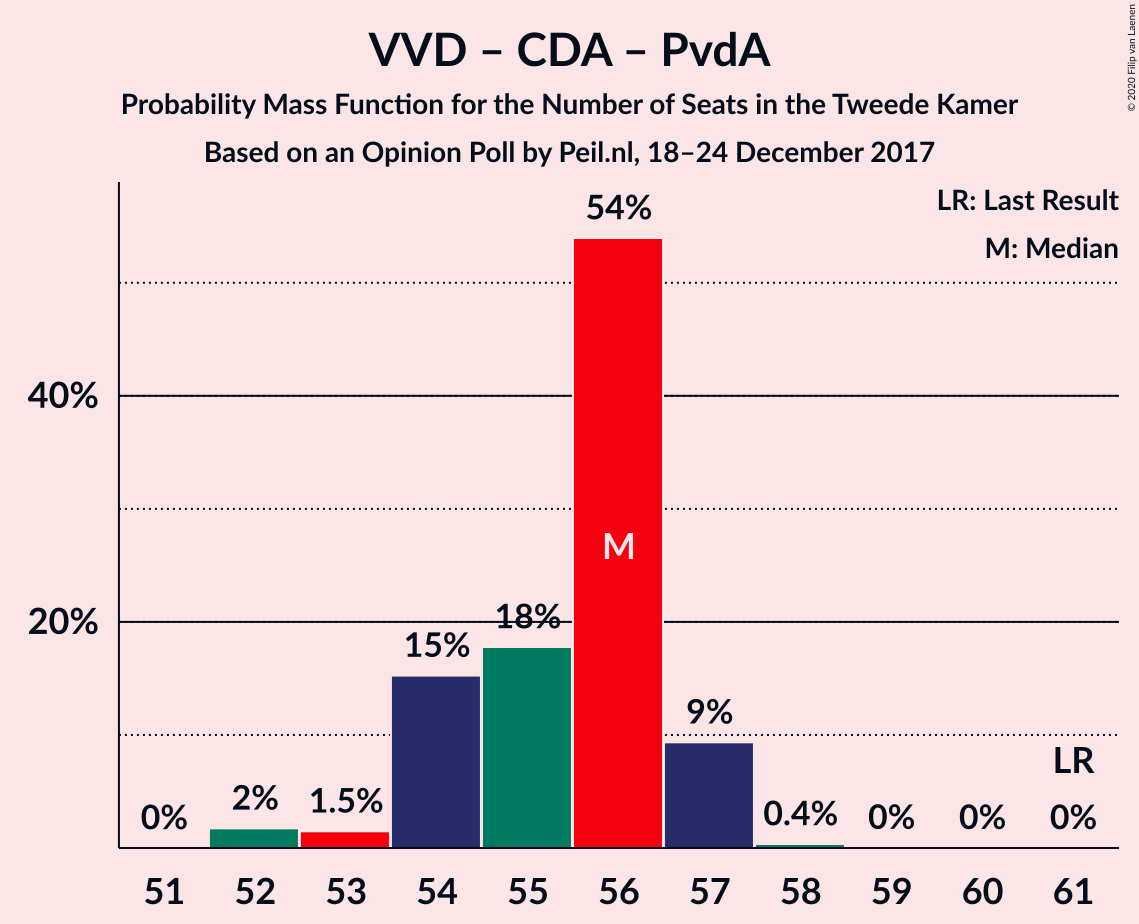 VVD – CDA – PvdA
Probability Mass Function for the Number of Seats in the Tweede Kamer
Based on an Opinion Poll by Peil.nl, 18–24 December 2017
© 2020 Filip van Laenen
LR: Last Result
M: Median
54%
40%
M
20%
18%
15%
9%
LR
2%
1.5%
0.4%
0%
0%
0%
0%
51 52 53 54 55 56 57 58 59 60 61